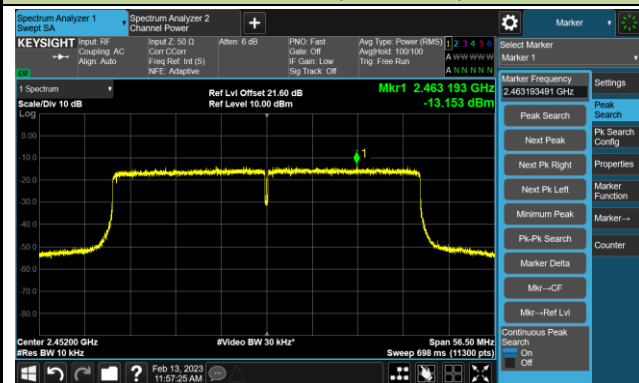 Spectrum Analyzer 1
Swept SA
Spectrum Analyzer 2
Channel Power
+
Marker
KEYSIGHT
Input: RF
Coupling: AC
Align: Auto
Input Z: 50 Ω
Corr CCorr
Freq Ref: Int (S)
NFE: Adaptive
Atten: 6 dB
PNO: Fast
Gate: Off
IF Gain: Low
Sig Track: Off
Avg Type: Power (RMS)
Avg|Hold: 100/100
Trig: Free Run
1 2 3 4 5 6
A W W W W W
A N N N N N
Select Marker
Marker 1
LXI
1 Spectrum
Scale/Div 10 dB
Log
Ref Lvl Offset 21.60 dB
Ref Level 10.00 dBm
Mkr1 2.463 193 GHz
-13.153 dBm
0.00
-10.0
-20.0
-30.0
-40.0
-50.0
-60.0
-70.0
-80.0
1
Center 2.45200 GHz
#Res BW 10 kHz
#Video BW 30 kHz*
Span 56.50 MHz
Sweep 698 ms (11300 pts)
Marker Frequency
2.463193491 GHz
Peak Search
Next Peak
Next Pk Right
Next Pk Left
Minimum Peak
Pk-Pk Search
Marker Delta
Mkr→CF
Mkr→Ref Lvl
Continuous Peak
Search
On
Off
Settings
Peak
Search
Pk Search
Config
Properties
Marker
Function
Marker→
Counter
?
Feb 13, 2023
11:57:25 AM